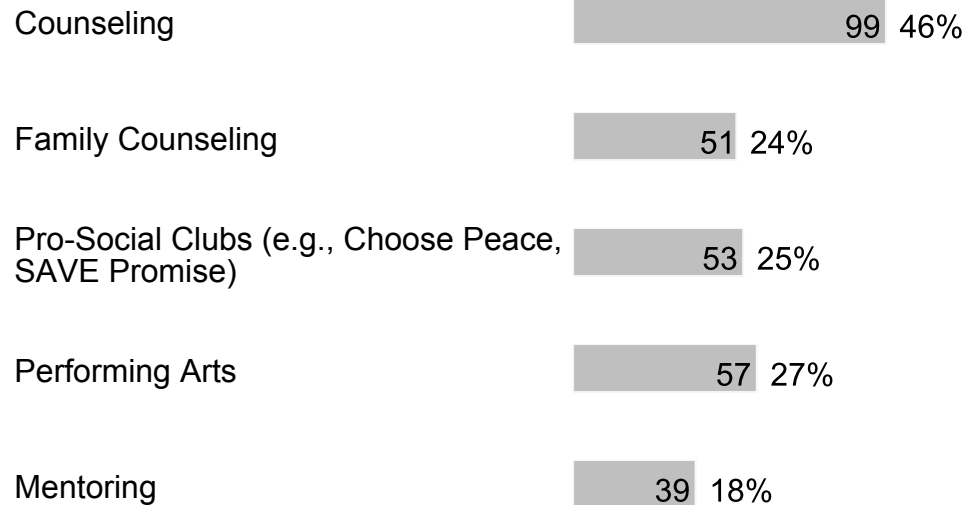 Counseling 99 46%
Family Counseling 51 24%
Pro-Social Clubs (e.g., Choose Peace,
SAVE Promise) 53 25%
Performing Arts 57 27%
Mentoring 39 18%